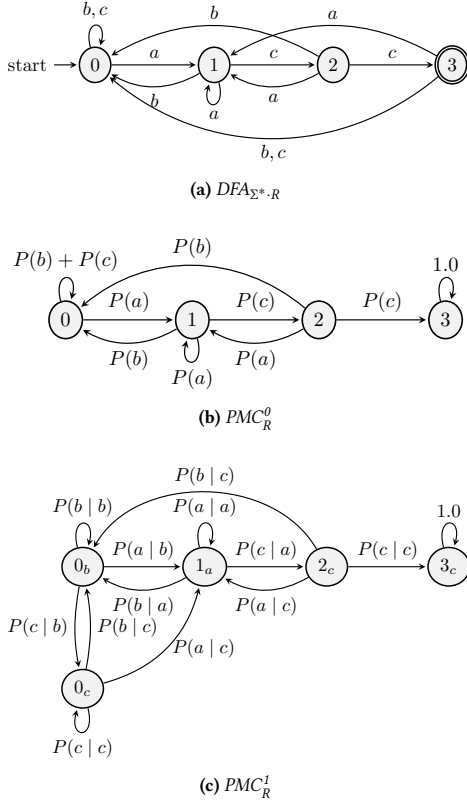 b, c
b
a
start
0
a
1
c
2
c
3
b
a
a
b, c
(a) DFA_{Σ*·R}
P(b) + P(c)
P(b)
1.0
0
P(a)
1
P(c)
2
P(c)
3
P(b)
P(a)
P(a)
(b) PMC_R^0
P(b | c)
P(b | b)
P(a | a)
1.0
0_b
P(a | b)
1_a
P(c | a)
2_c
P(c | c)
3_c
P(b | a)
P(a | c)
P(c | b)
P(b | c)
P(a | c)
0_c
P(c | c)
(c) PMC_R^1